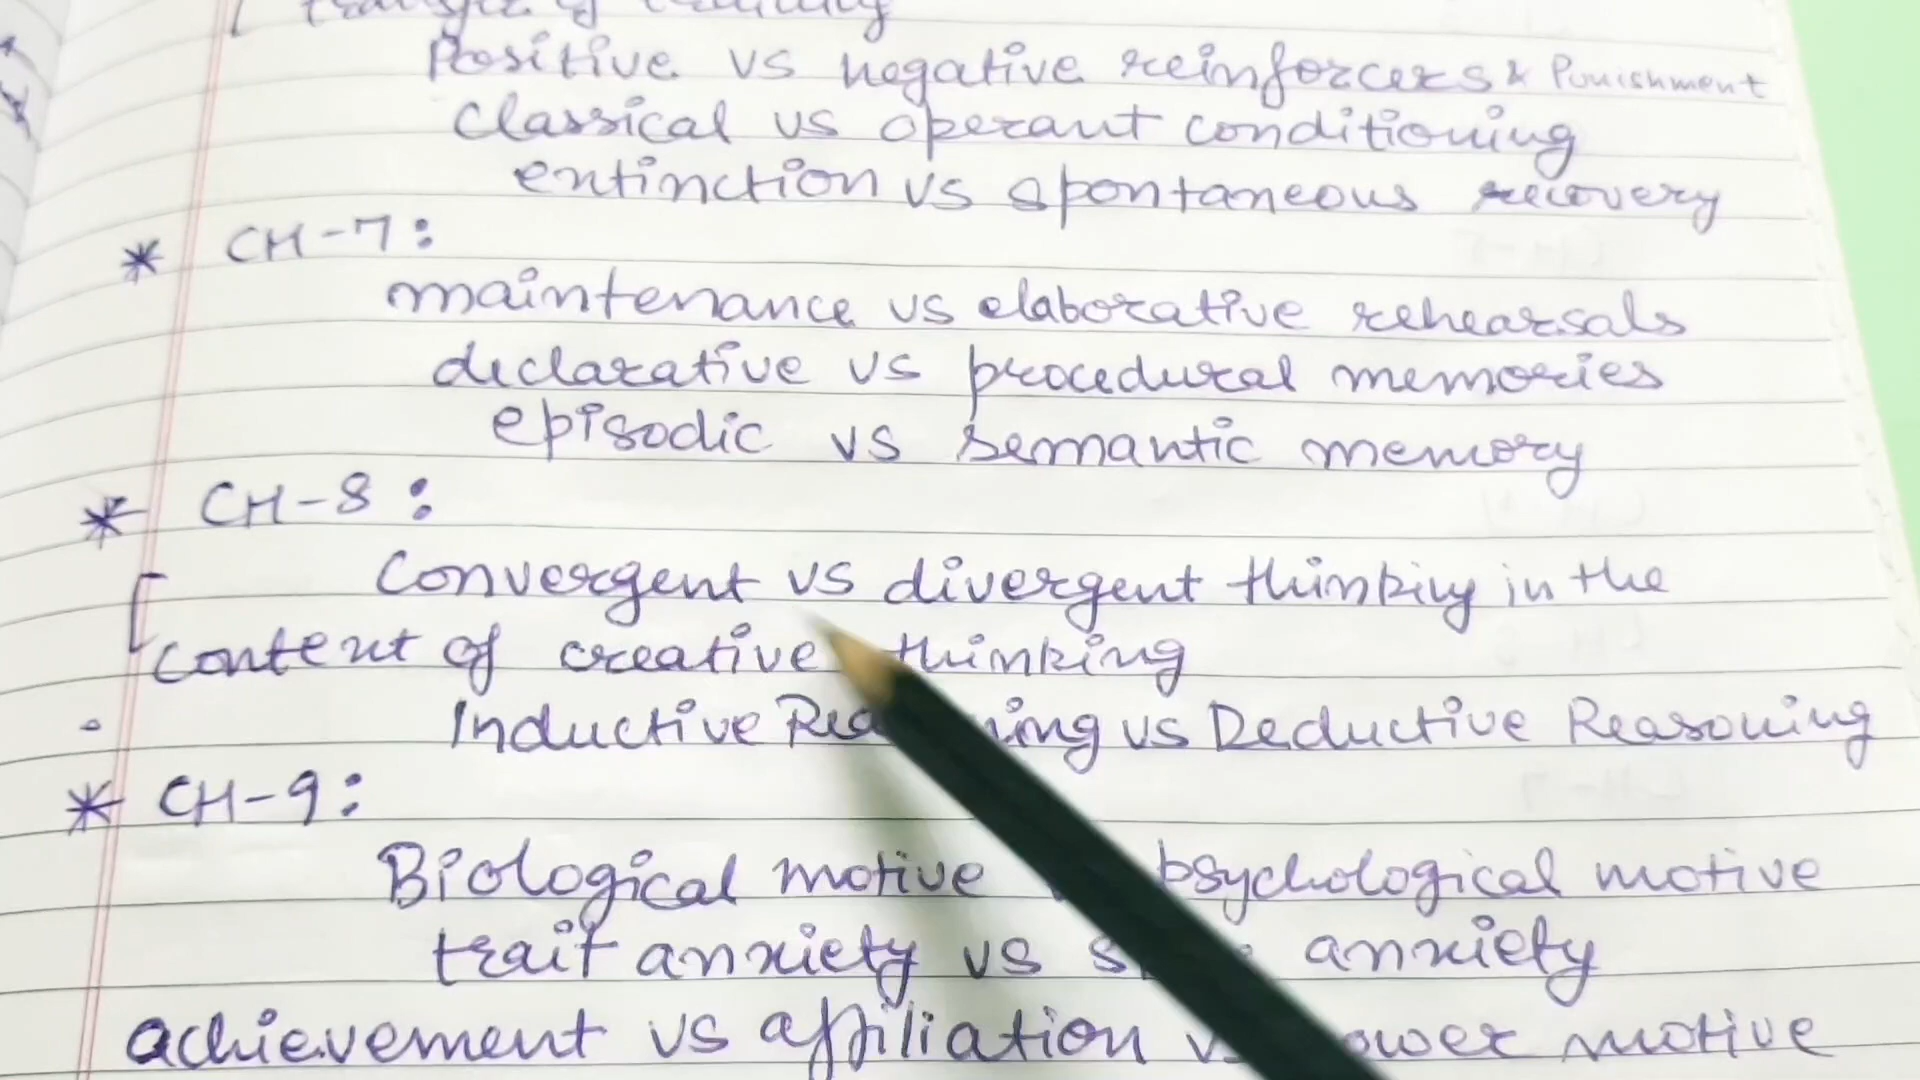 Positive vs negative reinforcers & Punishment
classical vs operant conditioning
extinction vs spontaneous recovery
* CH-7:
maintenance vs elaborative rehearsals
declarative vs procedural memories
episodic vs semantic memory
* CH-8:
Convergent vs divergent thinking in the
context of creative thinking
Inductive vs Deductive Reasoning
* CH-9:
Biological motive psychological motive
trait anxiety vs anxiety
achievement vs affiliation motive